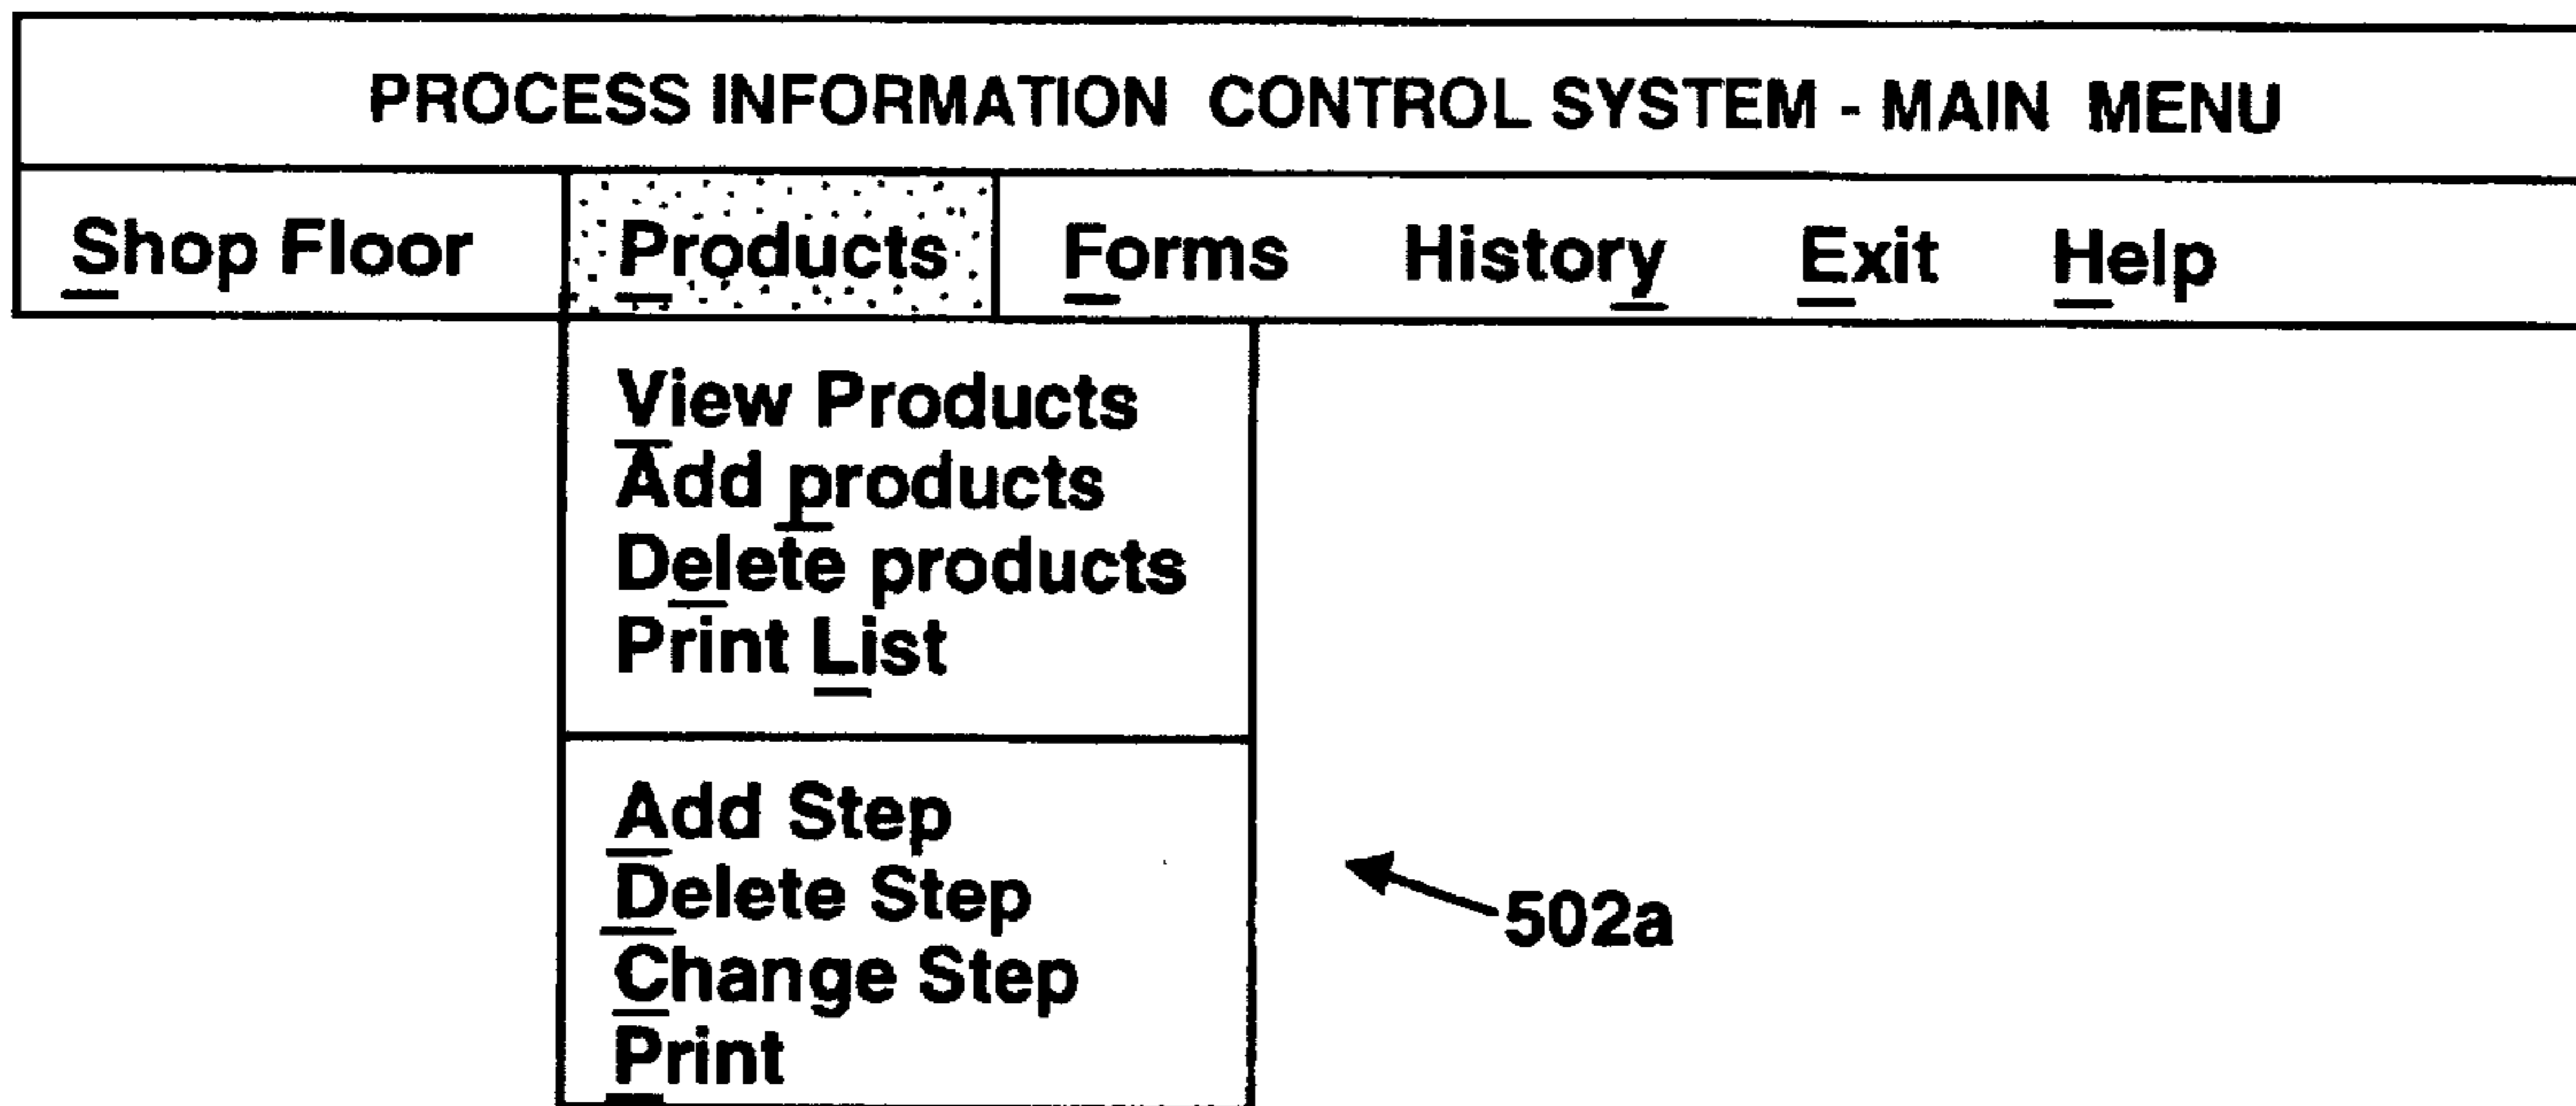 PROCESS INFORMATION CONTROL SYSTEM - MAIN MENU
Shop Floor Products Forms History Exit Help
View Products
Add products
Delete products
Print List
Add Step
Delete Step
Change Step
Print
502a